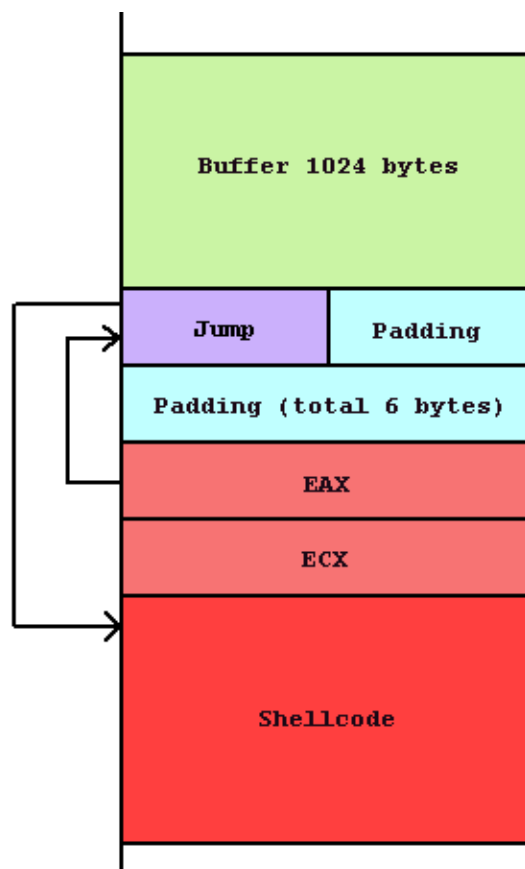 Buffer 1024 bytes
Jump
Padding
Padding (total 6 bytes)
EAX
ECX
Shellcode